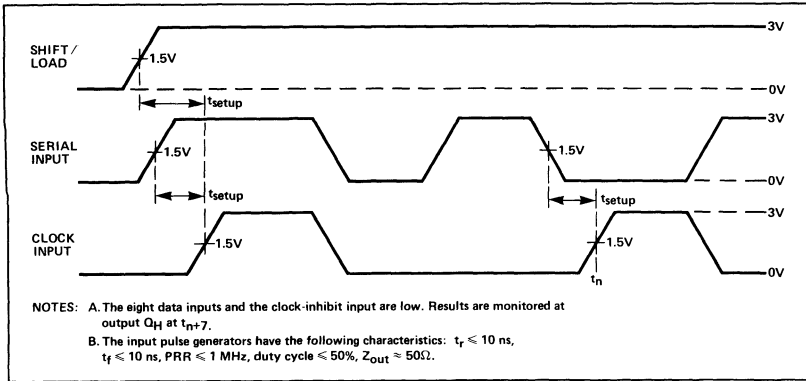 SHIFT/
LOAD
1.5V
3V
0V
tsetup
SERIAL
INPUT
1.5V
1.5V
3V
0V
tsetup
tsetup
CLOCK
INPUT
1.5V
1.5V
3V
0V
tn
NOTES: A. The eight data inputs and the clock-inhibit input are low. Results are monitored at
output QH at tn+7.
B. The input pulse generators have the following characteristics: tr ≤ 10 ns,
tf ≤ 10 ns, PRR ≤ 1 MHz, duty cycle ≤ 50%, Zout ≈ 50Ω.